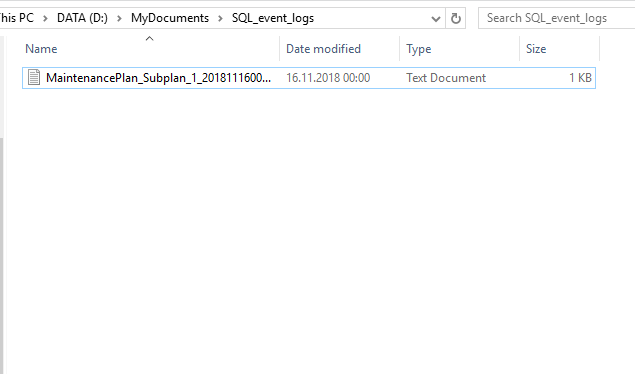 his PC > DATA (D:) > MyDocuments > SQL_event_logs Search SQL_event_logs
Name Date modified Type Size
MaintenancePlan_Subplan_1_2018111600... 16.11.2018 00:00 Text Document 1 KB